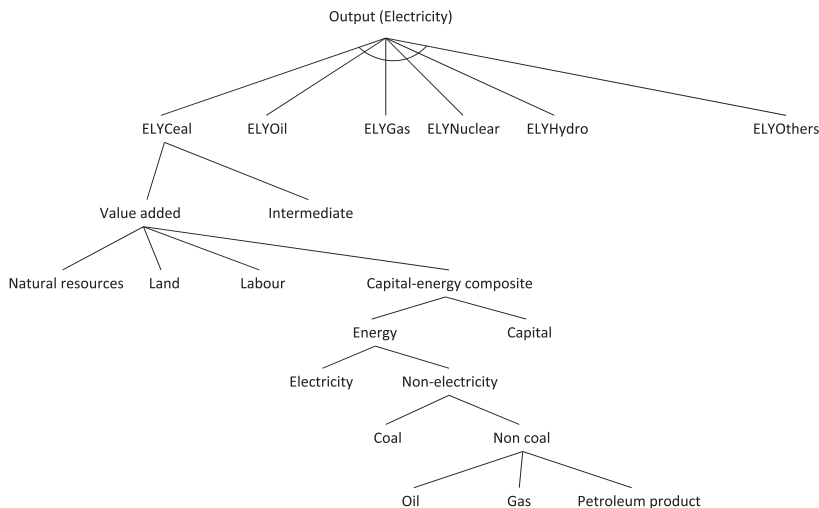 Output (Electricity)
ELYCeal ELYOil ELYGas ELYNuclear ELYHydro ELYOthers
Value added Intermediate
Natural resources Land Labour Capital-energy composite
Energy Capital
Electricity Non-electricity
Coal Non coal
Oil Gas Petroleum product